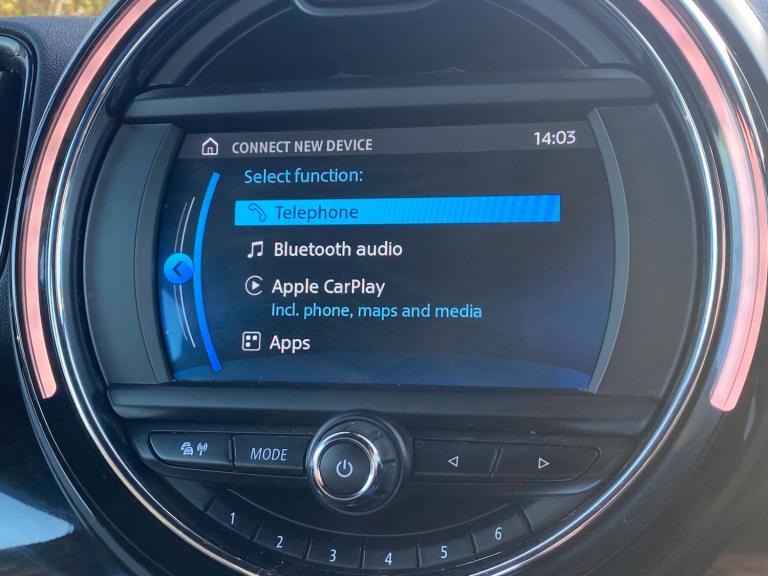 CONNECT NEW DEVICE 14:03
Select function:
Telephone
Bluetooth audio
Apple CarPlay
Incl. phone, maps and media
Apps
MODE
1 2 3 4 5 6